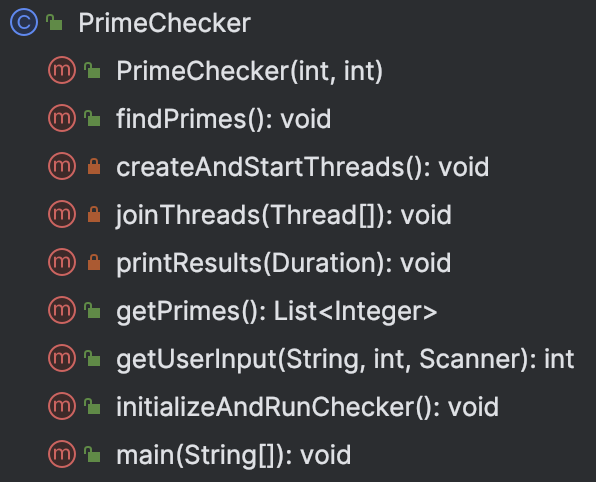 PrimeChecker
PrimeChecker(int, int)
findPrimes(): void
createAndStartThreads(): void
joinThreads(Thread[]): void
printResults(Duration): void
getPrimes(): List<Integer>
getUserInput(String, int, Scanner): int
initializeAndRunChecker(): void
main(String[]): void